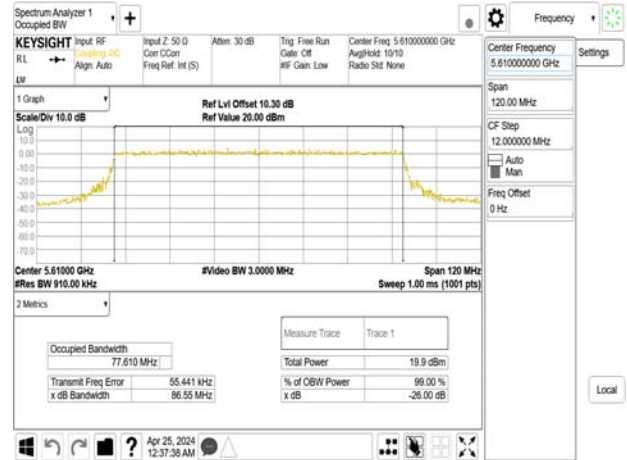 Spectrum Analyzer 1
Occupied BW
+
Frequency
KEYSIGHT
RL
Input: RF
Coupling: DC
Align: Auto
Input Z: 50 Ω
Corr CCorr
Freq Ref: Int (S)
Atten: 30 dB
Trig: Free Run
Gate: Off
#IF Gain: Low
Center Freq: 5.610000000 GHz
Avg|Hold: 10/10
Radio Std: None
Center Frequency
5.610000000 GHz
Settings
Span
120.00 MHz
CF Step
12.000000 MHz
Auto
Man
Freq Offset
0 Hz
Local
1 Graph
Scale/Div 10.0 dB
Ref Lvl Offset 10.30 dB
Ref Value 20.00 dBm
Log
10.0
0.00
-10.0
-20.0
-30.0
-40.0
-50.0
-60.0
-70.0
Center 5.61000 GHz
#Video BW 3.0000 MHz
Span 120 MHz
#Res BW 910.00 kHz
Sweep 1.00 ms (1001 pts)
2 Metrics
Measure Trace
Trace 1
Occupied Bandwidth
77.610 MHz
Total Power
19.9 dBm
Transmit Freq Error
55.441 kHz
% of OBW Power
99.00 %
x dB Bandwidth
86.55 MHz
x dB
-26.00 dB
?
Apr 25, 2024
12:37:38 AM